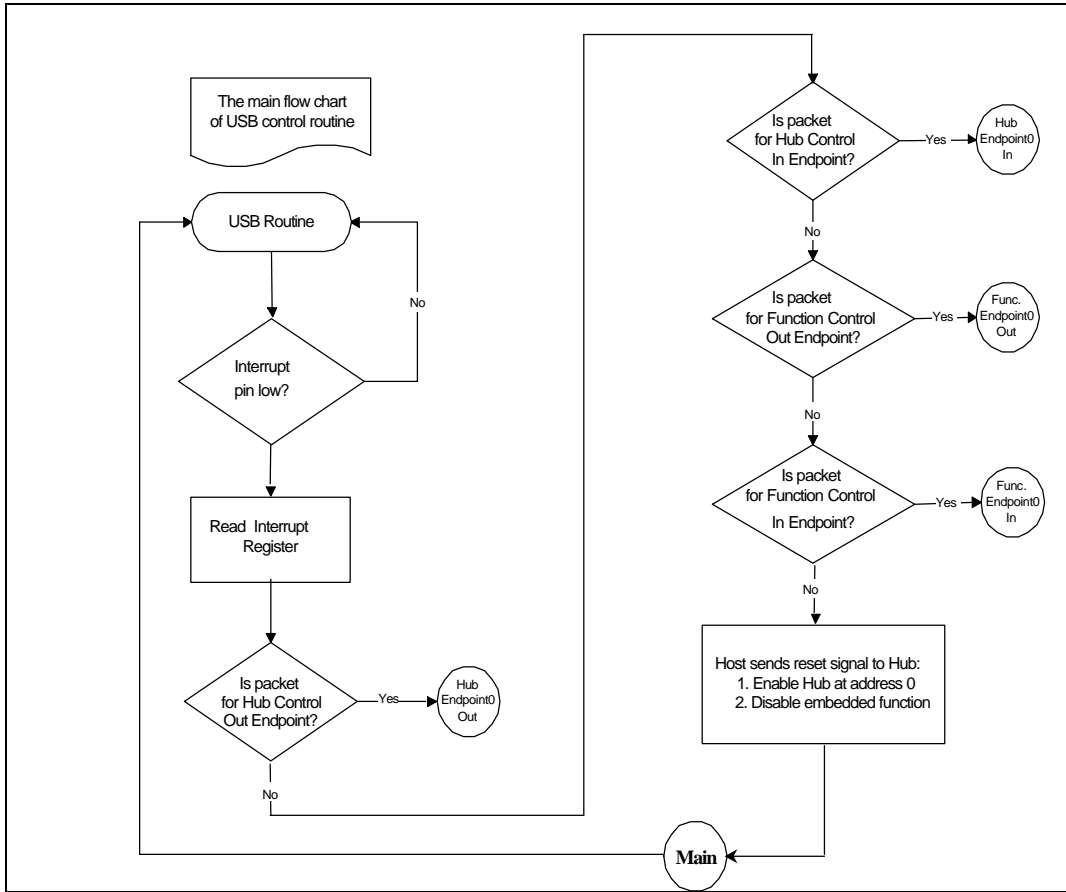 The main flow chart
of USB control routine
USB Routine
No
Interrupt
pin low?
Read Interrupt
Register
Is packet
for Hub Control
Out Endpoint?
Yes
Hub
Endpoint0
Out
No
Is packet
for Hub Control
In Endpoint?
Yes
Hub
Endpoint0
In
No
Is packet
for Function Control
Out Endpoint?
Yes
Func.
Endpoint0
Out
No
Is packet
for Function Control
In Endpoint?
Yes
Func.
Endpoint0
In
No
Host sends reset signal to Hub:
1. Enable Hub at address 0
2. Disable embedded function
Main